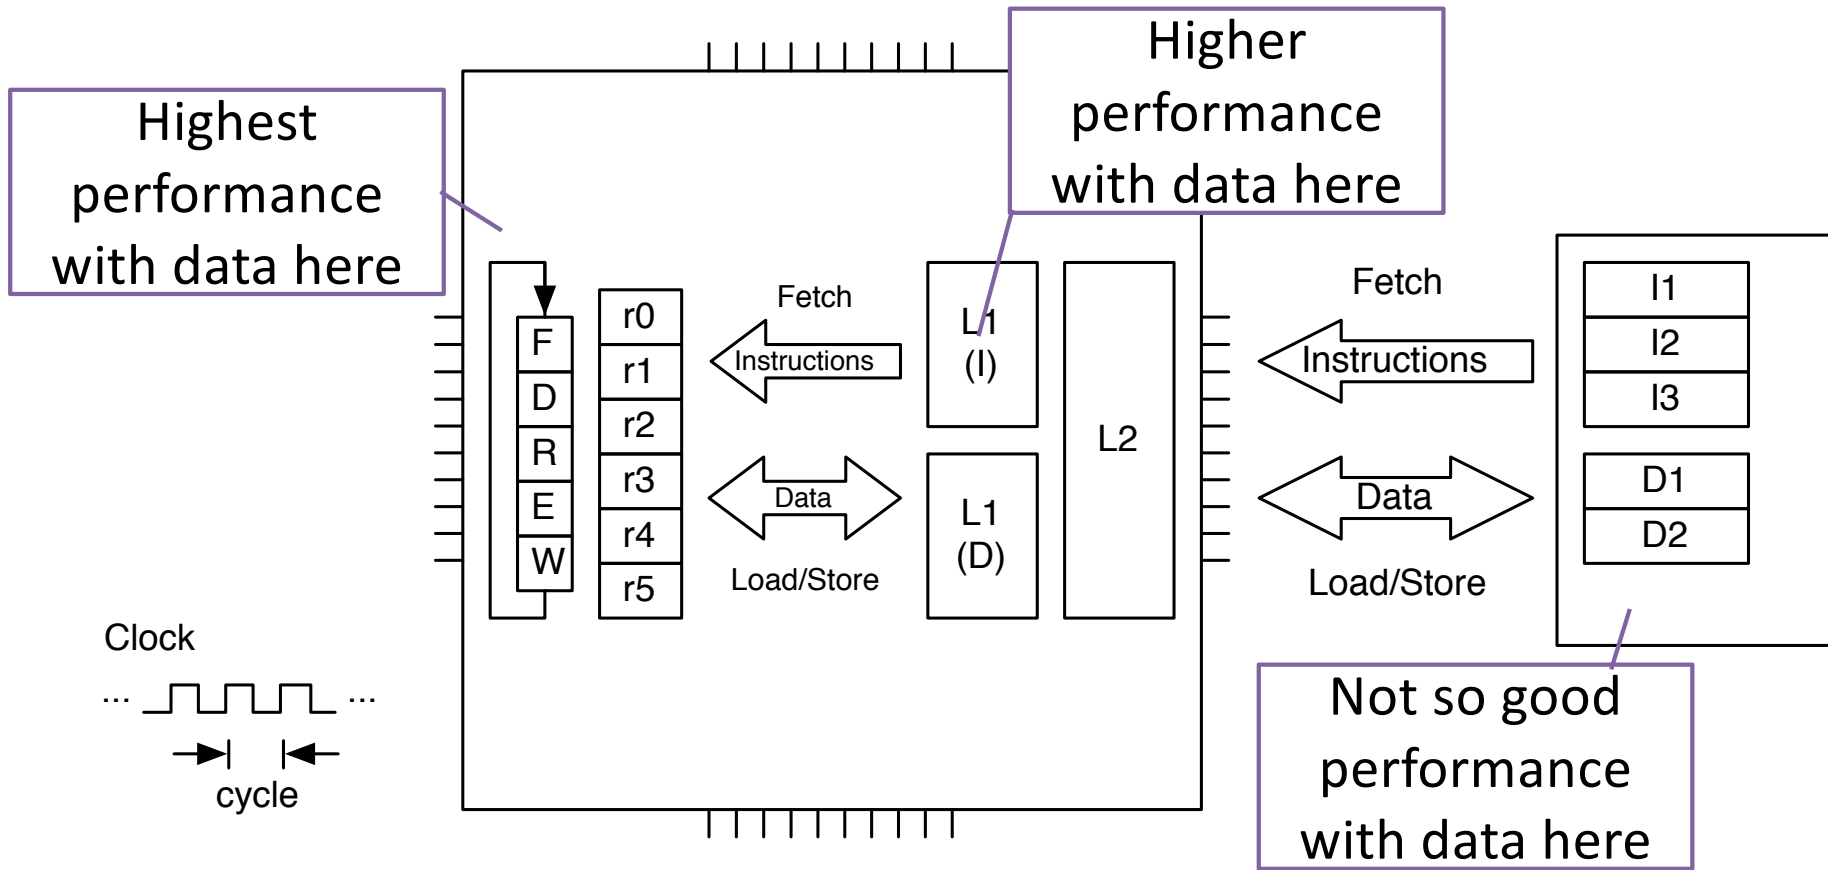 Highest
performance
with data here
Higher
performance
with data here
F
D
R
E
W
r0
r1
r2
r3
r4
r5
Fetch
Instructions
Data
Load/Store
L1
(I)
L1
(D)
L2
Fetch
Instructions
Data
Load/Store
I1
I2
I3
D1
D2
Clock
... ...
cycle
Not so good
performance
with data here